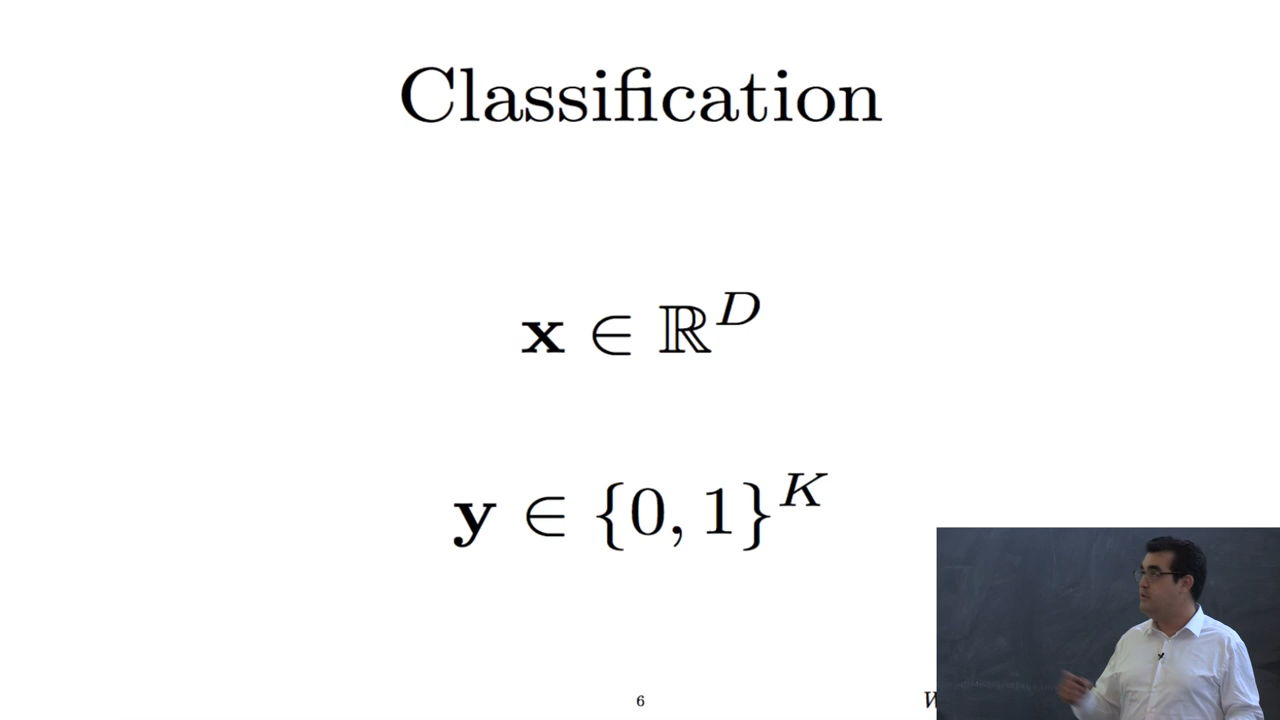 Classification
𝐱 ∈ ℝ^D
𝐲 ∈ {0, 1}^K
6